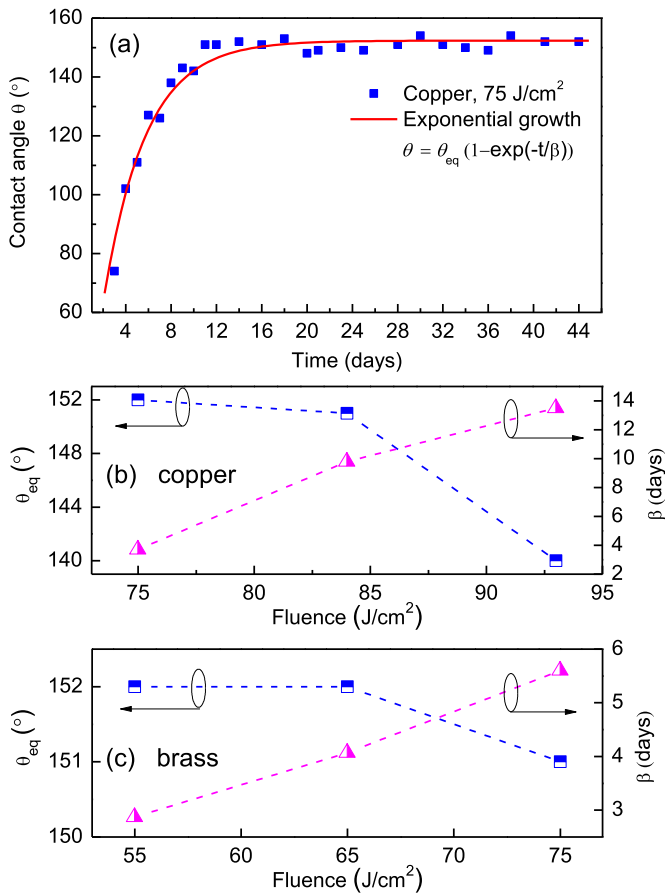 (a)
Contact angle θ (°)
160
140
120
100
80
60
Copper, 75 J/cm²
Exponential growth
θ = θeq (1−exp(-t/β))
4 8 12 16 20 24 28 32 36 40 44
Time (days)
(b) copper
θeq (°)
152
148
144
140
14
12
10
8
6
4
2
β (days)
75 80 85 90 95
Fluence (J/cm²)
(c) brass
θeq (°)
152
151
150
6
5
4
3
β (days)
55 60 65 70 75
Fluence (J/cm²)